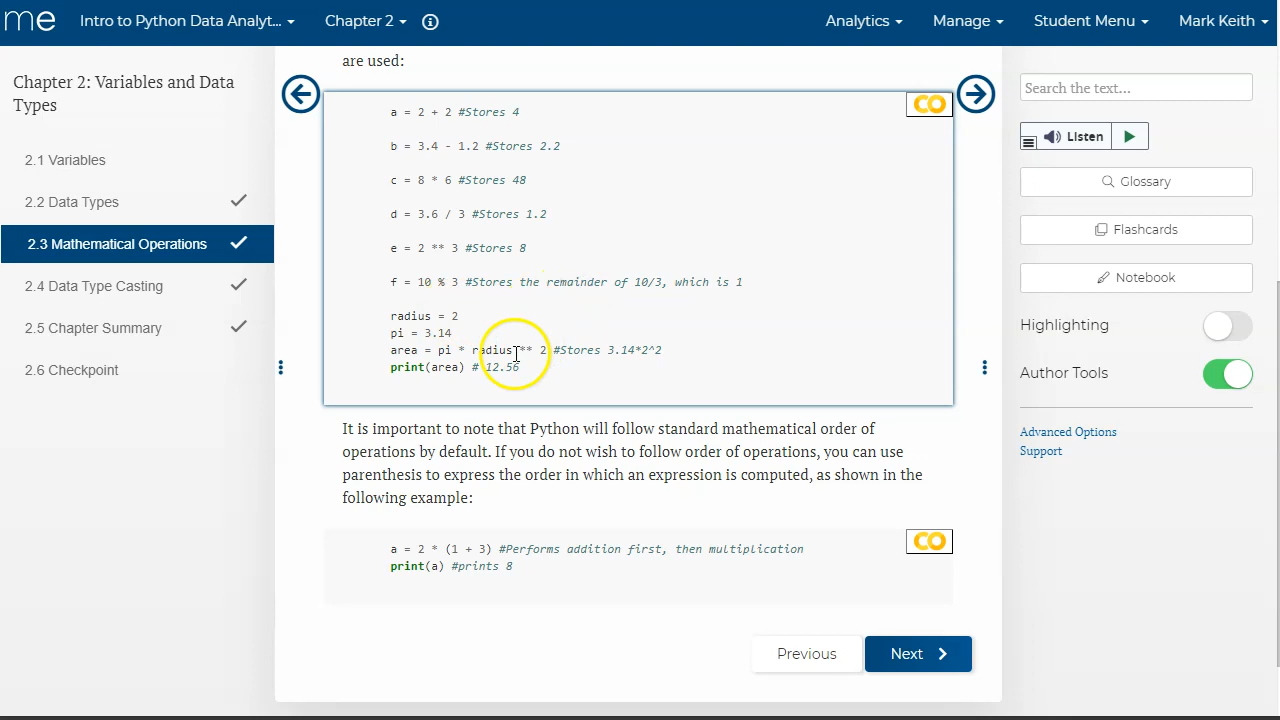 me Intro to Python Data Analyt... Chapter 2 Analytics Manage Student Menu Mark Keith
Chapter 2: Variables and Data
Types
2.1 Variables
2.2 Data Types
2.3 Mathematical Operations
2.4 Data Type Casting
2.5 Chapter Summary
2.6 Checkpoint
are used:
CO
a = 2 + 2 #Stores 4
b = 3.4 - 1.2 #Stores 2.2
c = 8 * 6 #Stores 48
d = 3.6 / 3 #Stores 1.2
e = 2 ** 3 #Stores 8
f = 10 % 3 #Stores the remainder of 10/3, which is 1
radius = 2
pi = 3.14
area = pi * radius ** 2 #Stores 3.14*2^2
print(area) # 12.56
It is important to note that Python will follow standard mathematical order of
operations by default. If you do not wish to follow order of operations, you can use
parenthesis to express the order in which an expression is computed, as shown in the
following example:
CO
a = 2 * (1 + 3) #Performs addition first, then multiplication
print(a) #prints 8
Previous Next
Search the text...
Listen
Glossary
Flashcards
Notebook
Highlighting
Author Tools
Advanced Options
Support